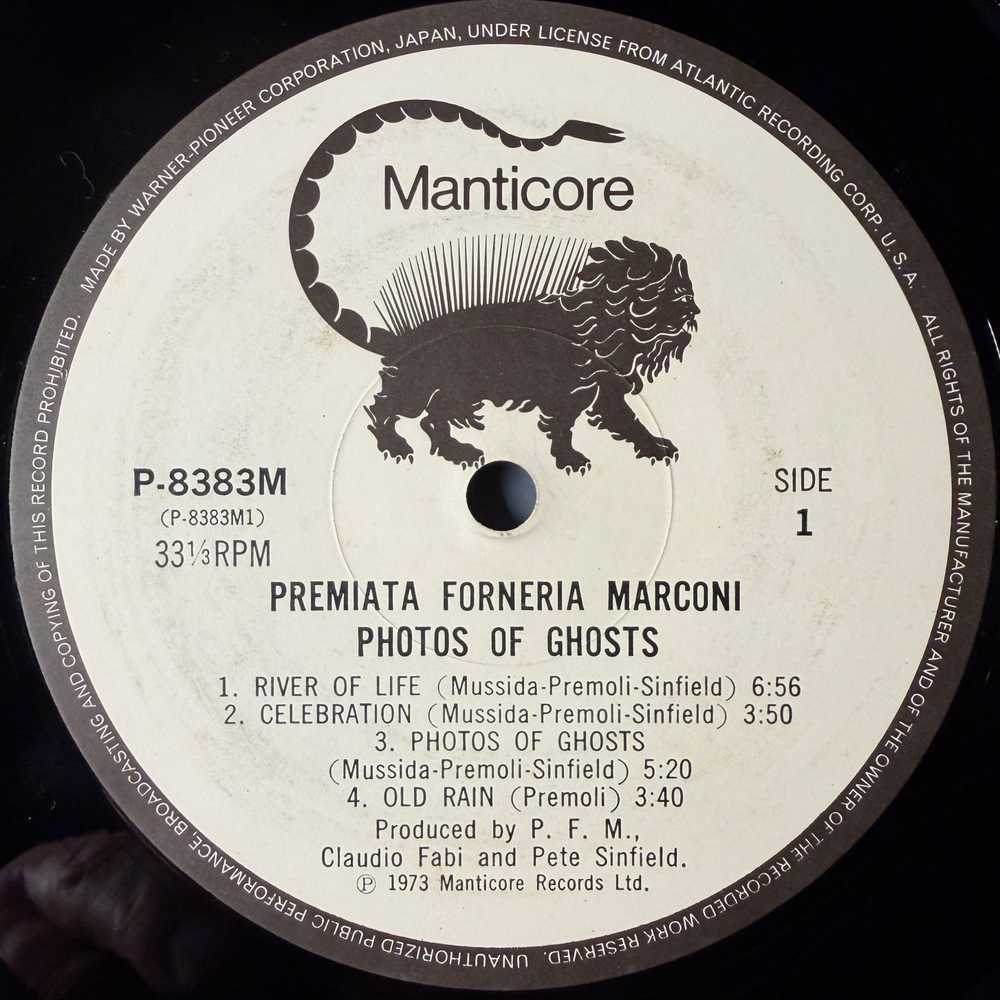 MADE BY WARNER-PIONEER CORPORATION, JAPAN, UNDER LICENSE FROM ATLANTIC RECORDING CORP. U.S.A.
ALL RIGHTS OF THE MANUFACTURER AND OF THE OWNER OF THE RECORDED WORK RESERVED.
UNAUTHORIZED PUBLIC PERFORMANCE, BROADCASTING AND COPYING OF THIS RECORD PROHIBITED.
Manticore
P-8383M
(P-8383M1)
33⅓RPM
SIDE
1
PREMIATA FORNERIA MARCONI
PHOTOS OF GHOSTS
1. RIVER OF LIFE (Mussida-Premoli-Sinfield) 6:56
2. CELEBRATION (Mussida-Premoli-Sinfield) 3:50
3. PHOTOS OF GHOSTS
(Mussida-Premoli-Sinfield) 5:20
4. OLD RAIN (Premoli) 3:40
Produced by P. F. M.,
Claudio Fabi and Pete Sinfield.
℗ 1973 Manticore Records Ltd.